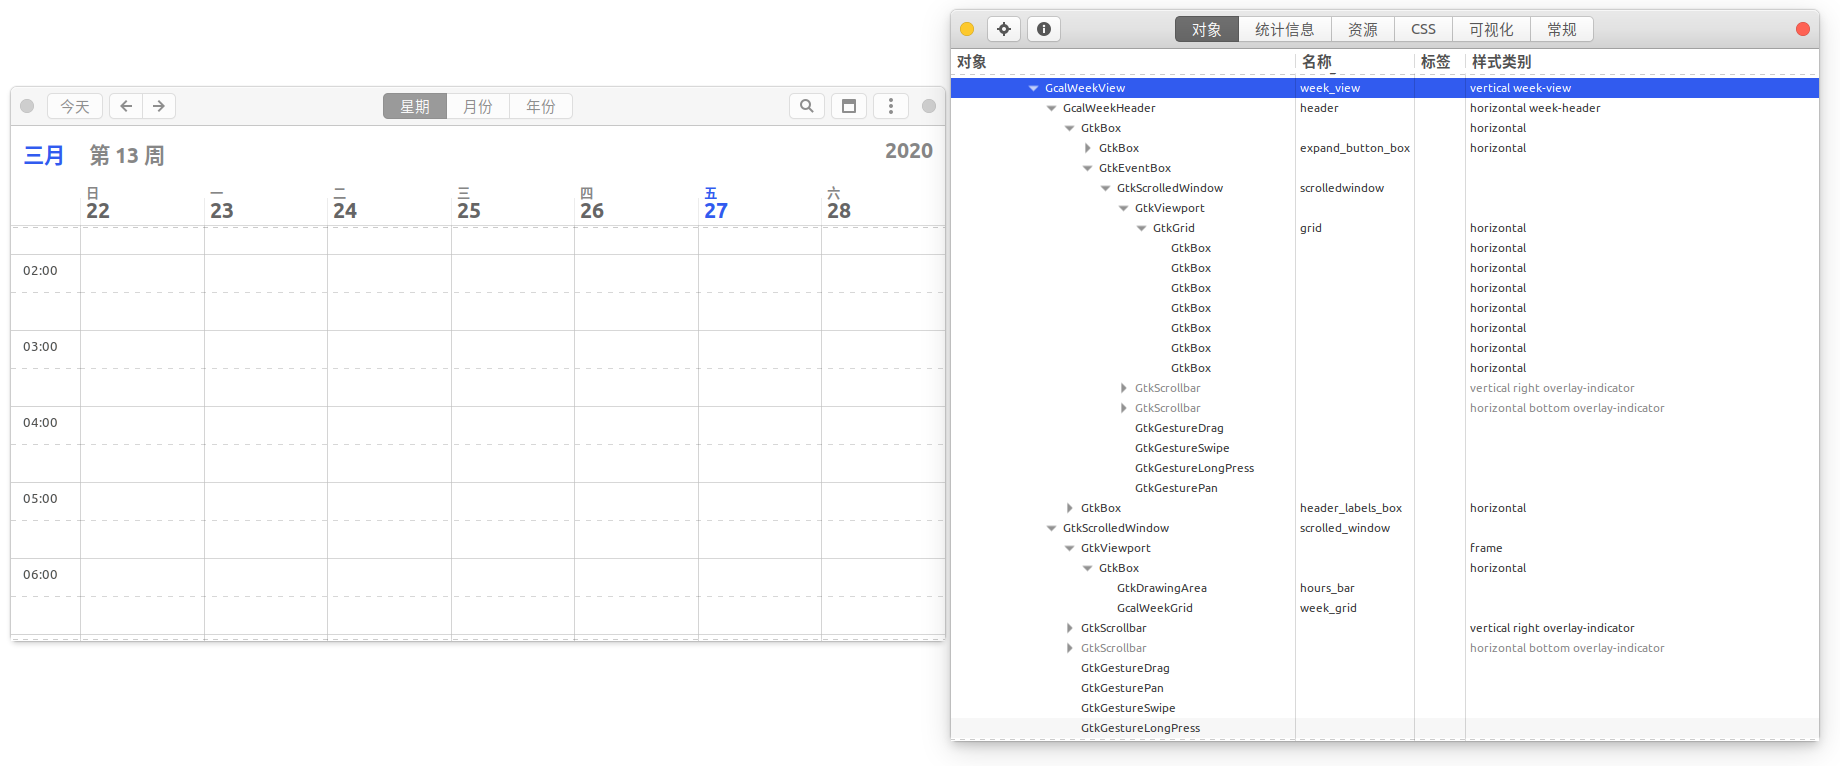 今天 星期 月份 年份
三月 第 13 周 2020
日 一 二 三 四 五 六
22 23 24 25 26 27 28
02:00
03:00
04:00
05:00
06:00
对象 统计信息 资源 CSS 可视化 常规
对象 名称 标签 样式类别
GcalWeekView week_view vertical week-view
GcalWeekHeader header horizontal week-header
GtkBox horizontal
GtkBox expand_button_box horizontal
GtkEventBox
GtkScrolledWindow scrolledwindow
GtkViewport
GtkGrid grid horizontal
GtkBox horizontal
GtkBox horizontal
GtkBox horizontal
GtkBox horizontal
GtkBox horizontal
GtkBox horizontal
GtkBox horizontal
GtkScrollbar vertical right overlay-indicator
GtkScrollbar horizontal bottom overlay-indicator
GtkGestureDrag
GtkGestureSwipe
GtkGestureLongPress
GtkGesturePan
GtkBox header_labels_box horizontal
GtkScrolledWindow scrolled_window
GtkViewport frame
GtkBox horizontal
GtkDrawingArea hours_bar
GcalWeekGrid week_grid
GtkScrollbar vertical right overlay-indicator
GtkScrollbar horizontal bottom overlay-indicator
GtkGestureDrag
GtkGesturePan
GtkGestureSwipe
GtkGestureLongPress